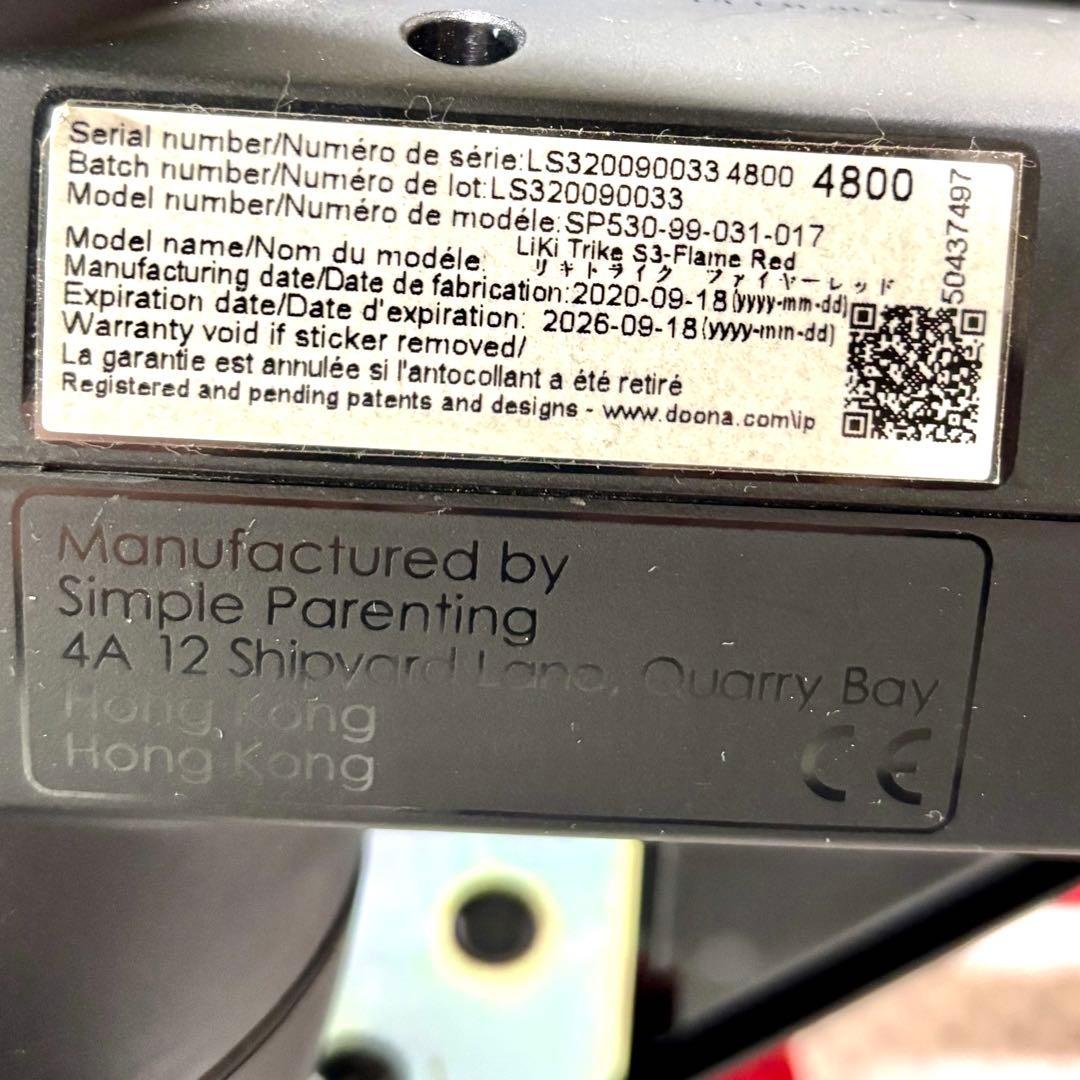 Serial number/Numéro de série:LS320090033 4800 4800
Batch number/Numéro de lot:LS320090033
Model number/Numéro de modéle:SP530-99-031-017
Model name/Nom du modéle: LiKi Trike S3-Flame Red
リキトライク ファイヤーレッド
Manufacturing date/Date de fabrication:2020-09-18(yyyy-mm-dd)
Expiration date/Date d'expiration: 2026-09-18(yyyy-mm-dd)
Warranty void if sticker removed/
La garantie est annulée si l'antocollant a été retiré
Registered and pending patents and designs - www.doona.com\ip
50437497
Manufactured by
Simple Parenting
4A 12 Shipyard Lane, Quarry Bay
Hong Kong
Hong Kong
CE